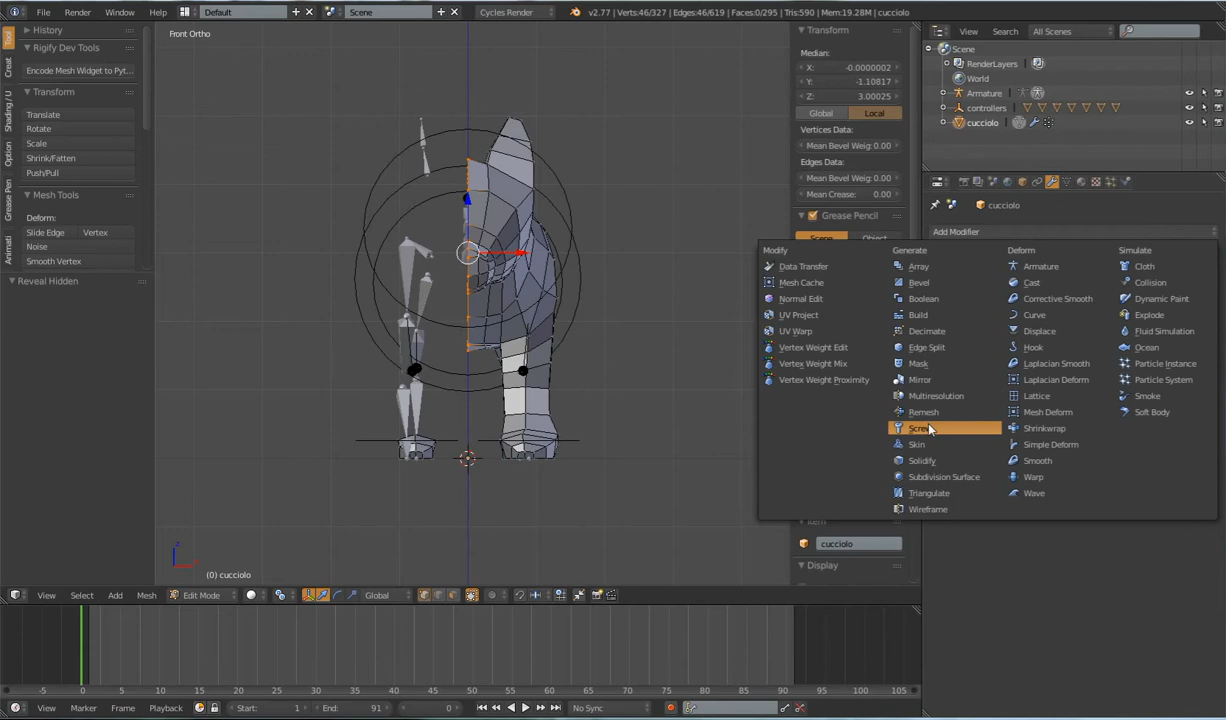 File Render Window Help Default Scene Cycles Render v2.77 | Verts:46/327 | Edges:46/619 | Faces:0/295 | Tris:590 | Mem:19.28M | cucciolo
History
Rigify Dev Tools
Encode Mesh Widget to Pyt...
Transform
Translate
Rotate
Scale
Shrink/Fatten
Push/Pull
Mesh Tools
Deform:
Slide Edge Vertex
Noise
Smooth Vertex
Reveal Hidden
Tool
Creat
Shading / U
Option
Grease Pen
Animati
Front Ortho
(0) cucciolo
Transform
Median:
X: -0.0000002
Y: -1.10817
Z: 3.00025
Global Local
Vertices Data:
Mean Bevel Weig: 0.00
Edges Data:
Mean Bevel Weig: 0.00
Mean Crease: 0.00
Grease Pencil
Scene Object
View Search All Scenes
Scene
RenderLayers
World
Armature
controllers
cucciolo
cucciolo
Add Modifier
Modify
Data Transfer
Mesh Cache
Normal Edit
UV Project
UV Warp
Vertex Weight Edit
Vertex Weight Mix
Vertex Weight Proximity
Generate
Array
Bevel
Boolean
Build
Decimate
Edge Split
Mask
Mirror
Multiresolution
Remesh
Screw
Skin
Solidify
Subdivision Surface
Triangulate
Wireframe
Deform
Armature
Cast
Corrective Smooth
Curve
Displace
Hook
Laplacian Smooth
Laplacian Deform
Lattice
Mesh Deform
Shrinkwrap
Simple Deform
Smooth
Warp
Wave
Simulate
Cloth
Collision
Dynamic Paint
Explode
Fluid Simulation
Ocean
Particle Instance
Particle System
Smoke
Soft Body
Item
cucciolo
Display
View Select Add Mesh Edit Mode Global
-5 0 5 10 15 20 25 30 35 40 45 50 55 60 65 70 75 80 85 90 95 100 105
View Marker Frame Playback Start: 1 End: 91 0 No Sync